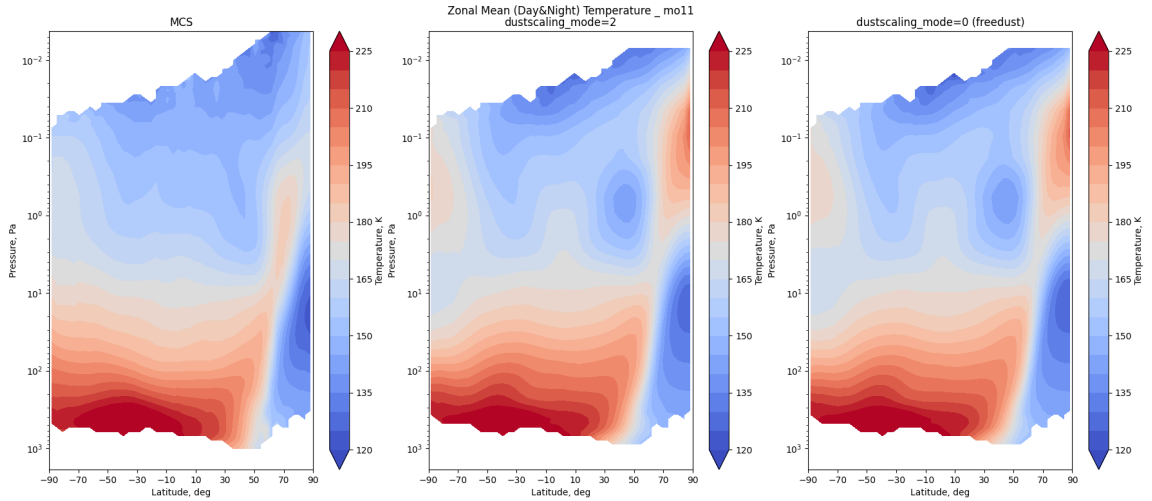 Zonal Mean (Day&Night) Temperature _ mo11
MCS
dustscaling_mode=2
dustscaling_mode=0 (freedust)
Pressure, Pa
10⁻²
10⁻¹
10⁰
10¹
10²
10³
−90 −70 −50 −30 −10 10 30 50 70 90
Latitude, deg
225
210
195
180
165
150
135
120
Temperature, K
Pressure, Pa
10⁻²
10⁻¹
10⁰
10¹
10²
10³
−90 −70 −50 −30 −10 10 30 50 70 90
Latitude, deg
225
210
195
180
165
150
135
120
Temperature, K
Pressure, Pa
10⁻²
10⁻¹
10⁰
10¹
10²
10³
−90 −70 −50 −30 −10 10 30 50 70 90
Latitude, deg
225
210
195
180
165
150
135
120
Temperature, K